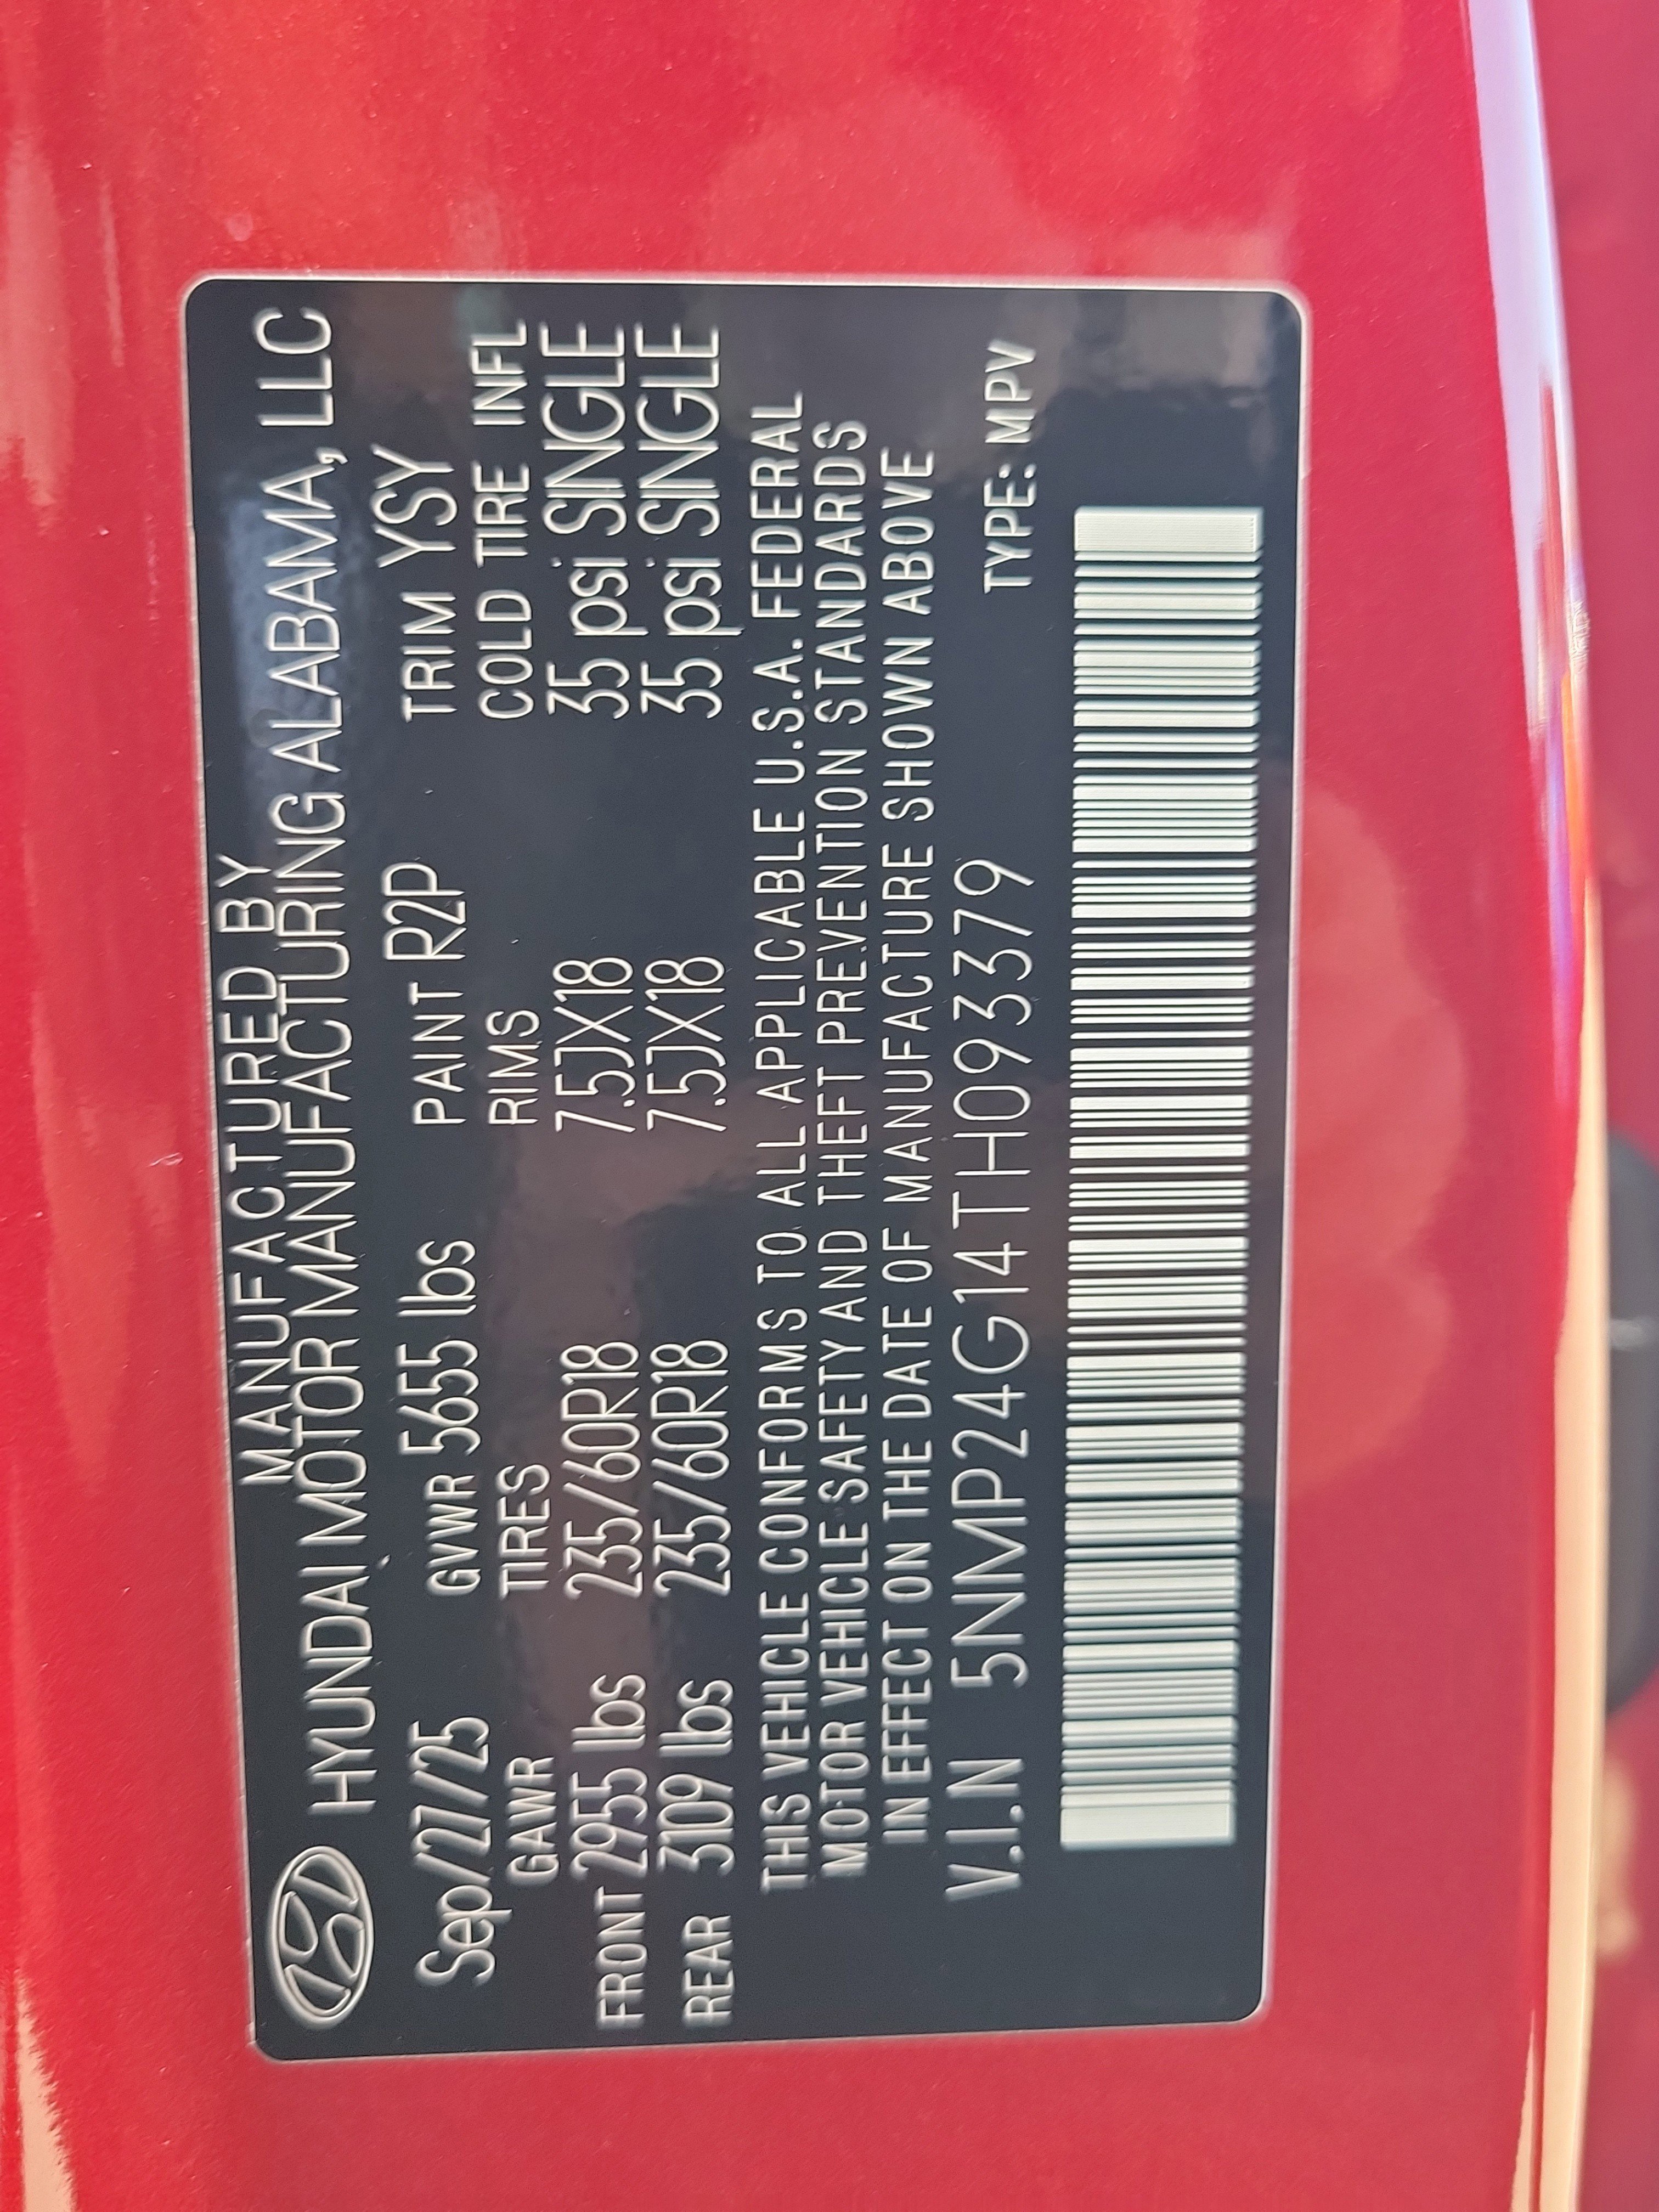 MANUFACTURED BY
HYUNDAI MOTOR MANUFACTURING ALABAMA, LLC
Sep/27/25 GVWR 5655 lbs PAINT R2P TRIM YSY
GAWR TIRES RIMS COLD TIRE INFL
FRONT 2955 lbs 235/60R18 7.5JX18 35 psi SINGLE
REAR 3109 lbs 235/60R18 7.5JX18 35 psi SINGLE
THIS VEHICLE CONFORMS TO ALL APPLICABLE U.S.A. FEDERAL
MOTOR VEHICLE SAFETY AND THEFT PREVENTION STANDARDS
IN EFFECT ON THE DATE OF MANUFACTURE SHOWN ABOVE
V.I.N 5NMP24G14TH093379 TYPE: MPV